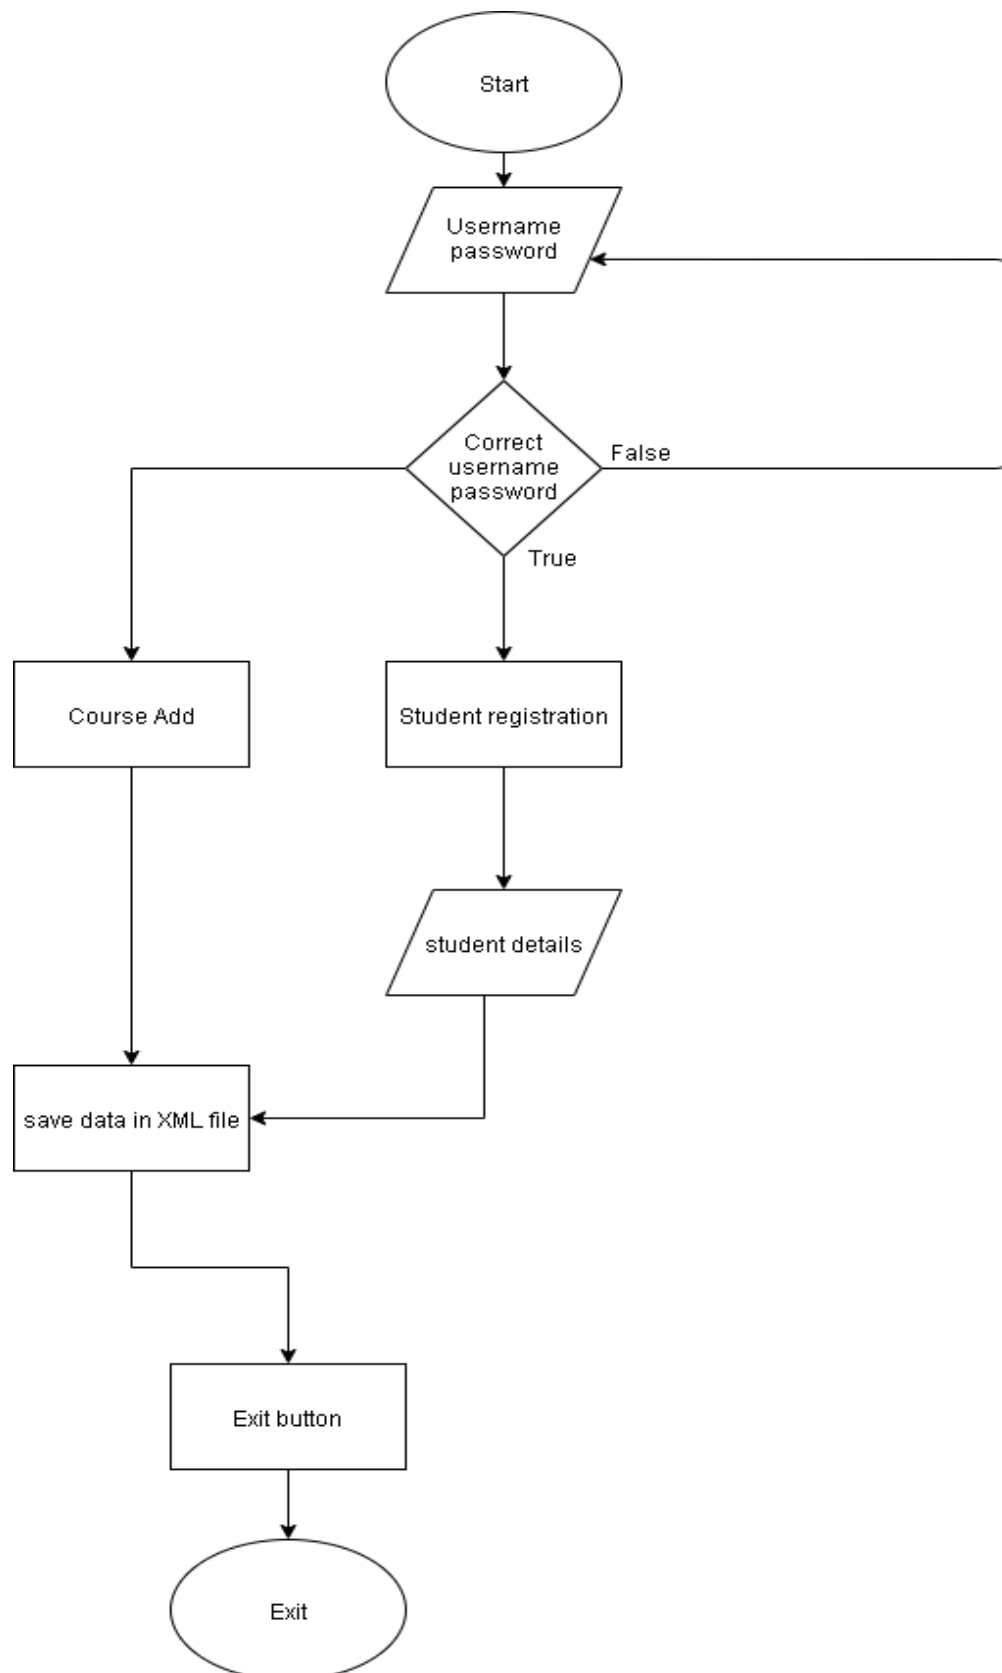 Start
Username
password
Correct
username
password
False
True
Course Add
Student registration
student details
save data in XML file
Exit button
Exit